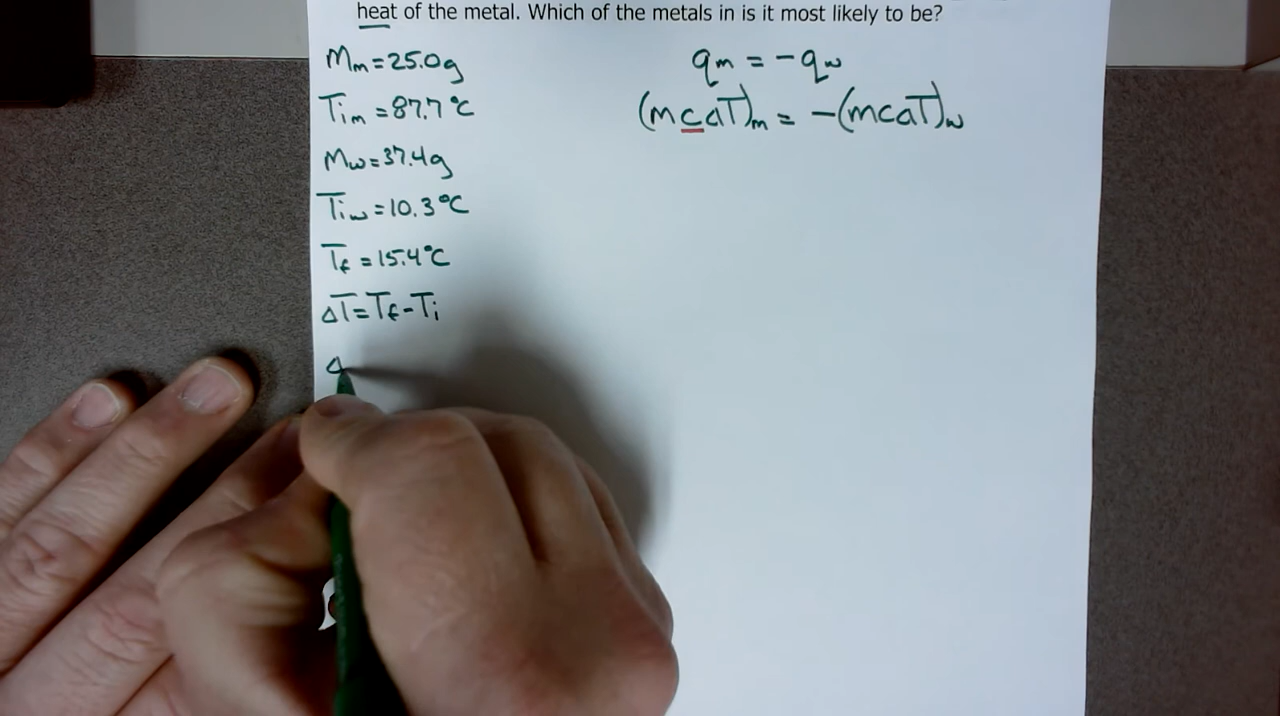 heat of the metal. Which of the metals in is it most likely to be?
Mm=25.0g
Tim=87.7°C
Mw=37.4g
Tiw=10.3°C
Tf=15.4°C
ΔT=Tf-Ti
Δ
qm=-qw
(mcΔT)m=-(mcΔT)w